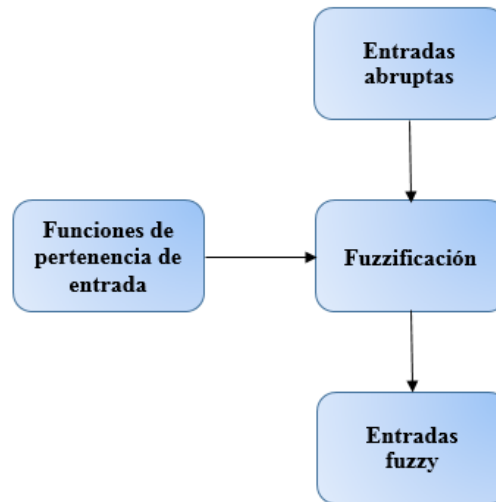 Entradas
abruptas
Funciones de
pertenencia de
entrada
Fuzzificación
Entradas
fuzzy